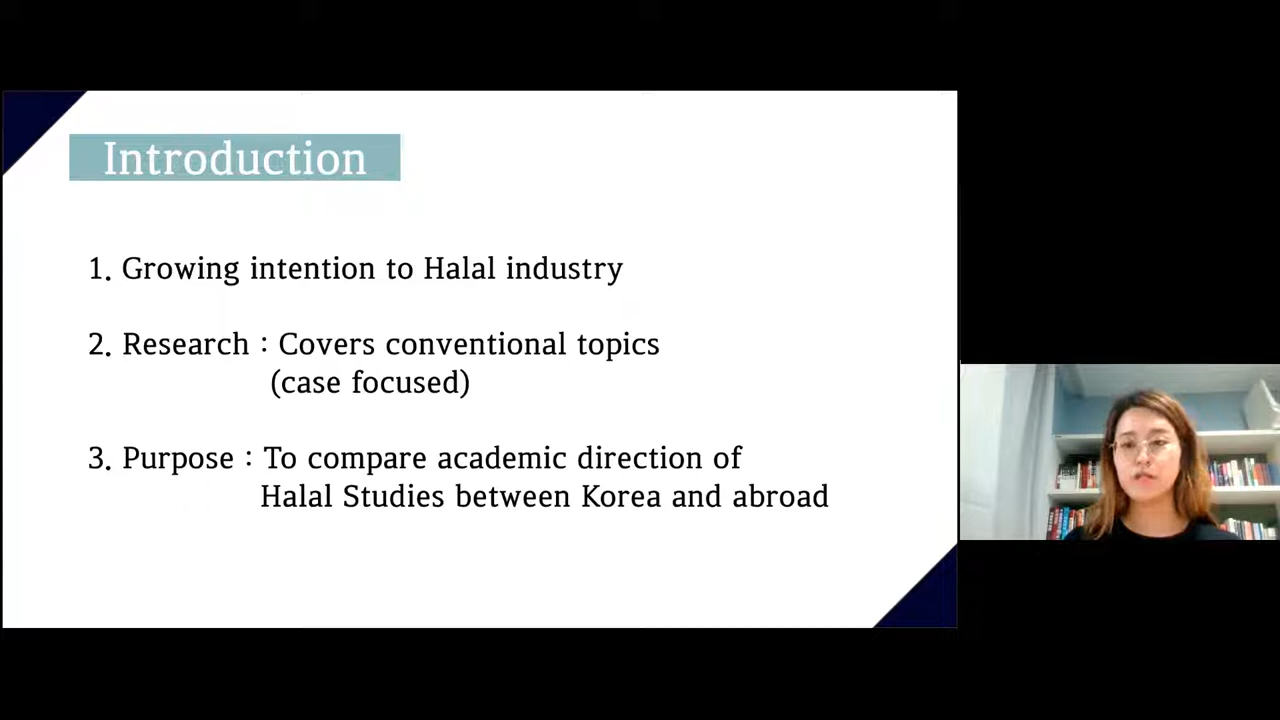 Introduction
1. Growing intention to Halal industry
2. Research : Covers conventional topics
(case focused)
3. Purpose : To compare academic direction of
Halal Studies between Korea and abroad